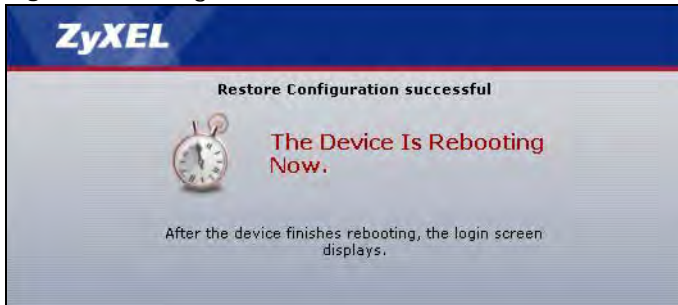 ZyXEL
Restore Configuration successful
The Device Is Rebooting
Now.
After the device finishes rebooting, the login screen
displays.